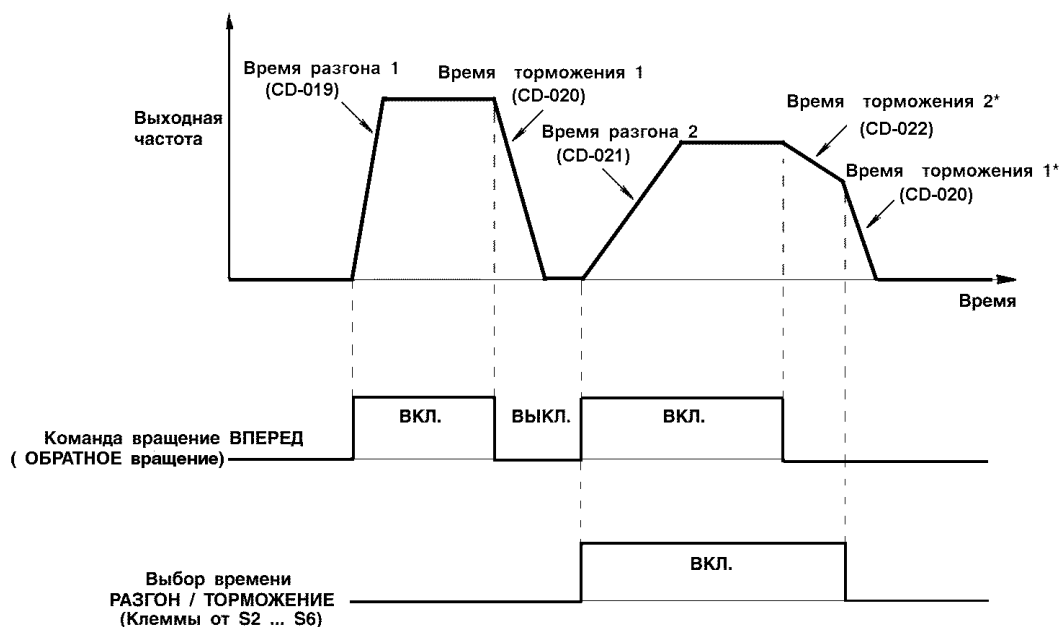 Время разгона 1
(CD-019)
Время торможения 1
(CD-020)
Выходная
частота
Время разгона 2
(CD-021)
Время торможения 2*
(CD-022)
Время торможения 1*
(CD-020)
Время
ВКЛ.
ВЫКЛ.
ВКЛ.
Команда вращение ВПЕРЕД
( ОБРАТНОЕ вращение)
ВКЛ.
Выбор времени
РАЗГОН / ТОРМОЖЕНИЕ
(Клеммы от S2 ... S6)